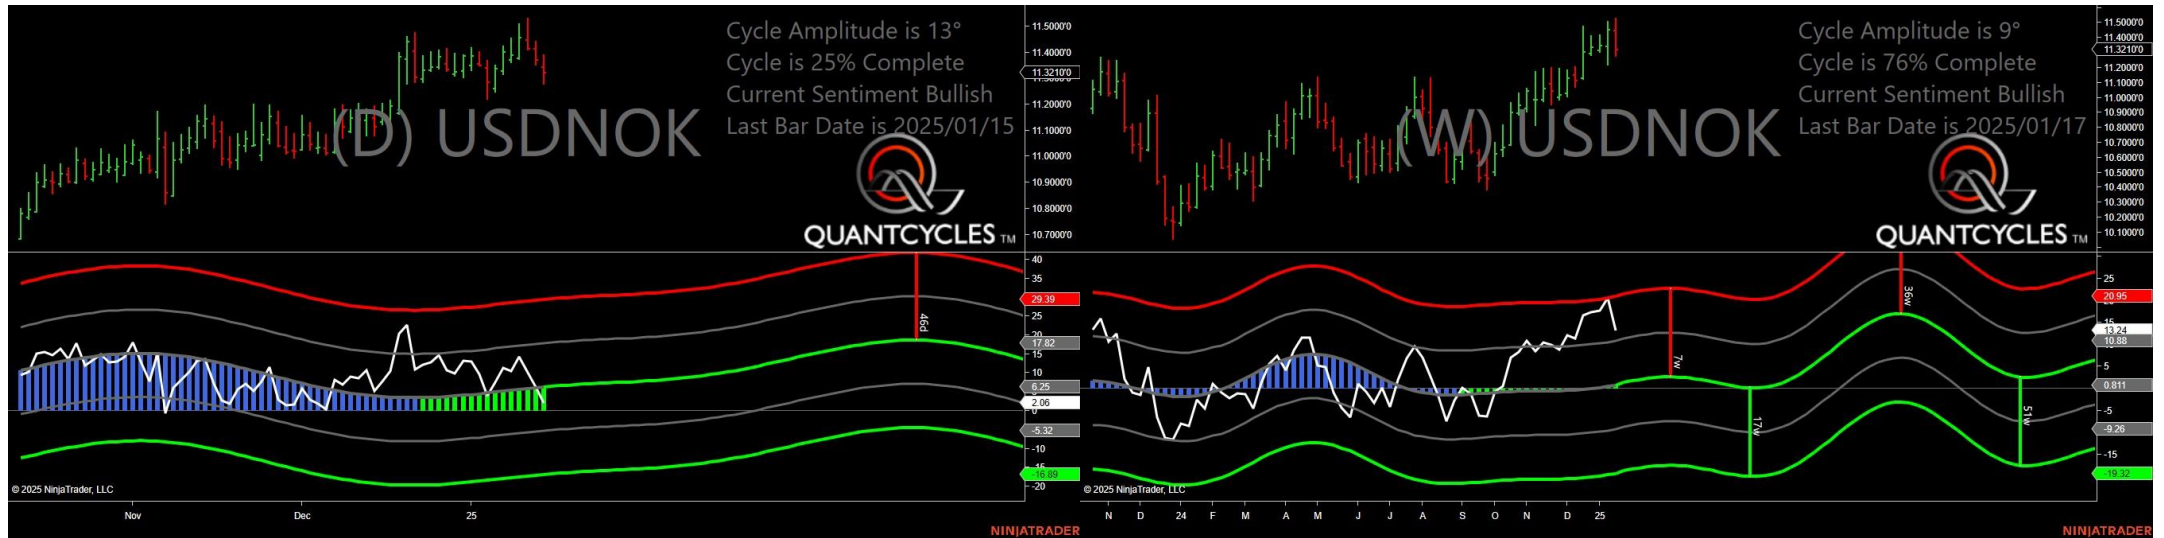 Cycle Amplitude is 13°
Cycle is 25% Complete
Current Sentiment Bullish
Last Bar Date is 2025/01/15
(D) USDNOK
QUANTCYCLES TM
11.5000'0
11.4000'0
11.3210'0
11.2000'0
11.1000'0
11.0000'0
10.9000'0
10.8000'0
10.7000'0
40
35
29.39
25
20
17.82
15
10
6.25
2.06
0
-5.32
-10
-16.89
-20
46d
© 2025 NinjaTrader, LLC
Nov
Dec
25
NINJATRADER
Cycle Amplitude is 9°
Cycle is 76% Complete
Current Sentiment Bullish
Last Bar Date is 2025/01/17
(W) USDNOK
QUANTCYCLES TM
11.5000'0
11.4000'0
11.3210'0
11.2000'0
11.1000'0
11.0000'0
10.9000'0
10.8000'0
10.7000'0
10.6000'0
10.5000'0
10.4000'0
10.3000'0
10.2000'0
10.1000'0
25
20.95
15
13.24
10.88
5
0.811
-5
-9.26
-15
-19.32
7w
17w
36w
51w
© 2025 NinjaTrader, LLC
N D 24 F M A M J J A S O N D 25
NINJATRADER